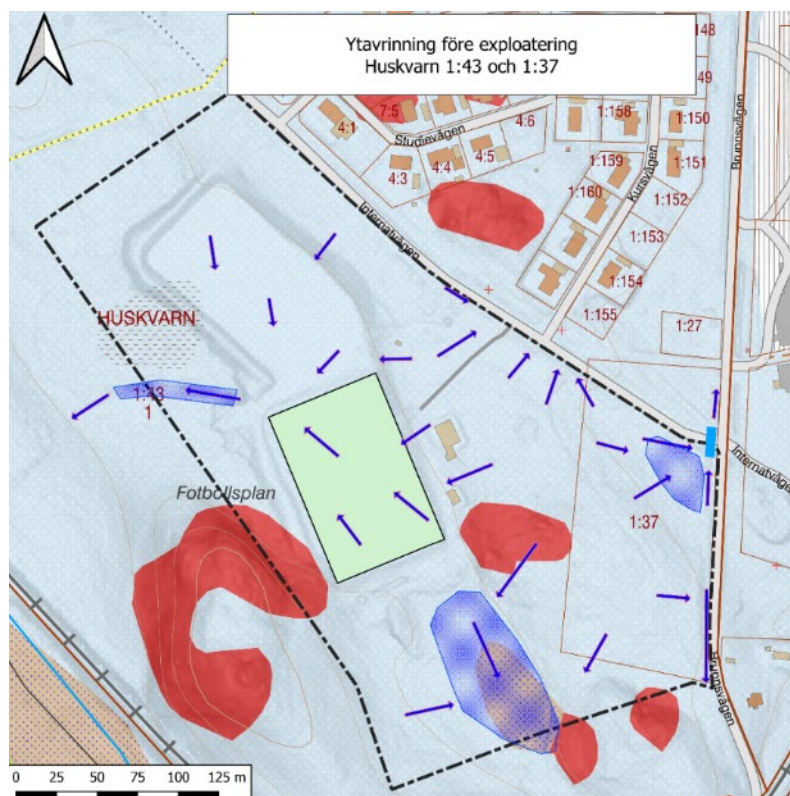 Ytavrinning före exploatering
Huskvarn 1:43 och 1:37
148
49
7:5
4:6
1:158
1:150
Studievägen
4:1
4:5
4:4
4:3
1:159
1:151
Brunnsvägen
Kursvägen
1:160
1:152
Internatvägen
1:153
1:154
1:155
1:27
HUSKVARN
1:43
1
Fotbollsplan
Internatvägen
1:37
Brunnsvägen
0 25 50 75 100 125 m